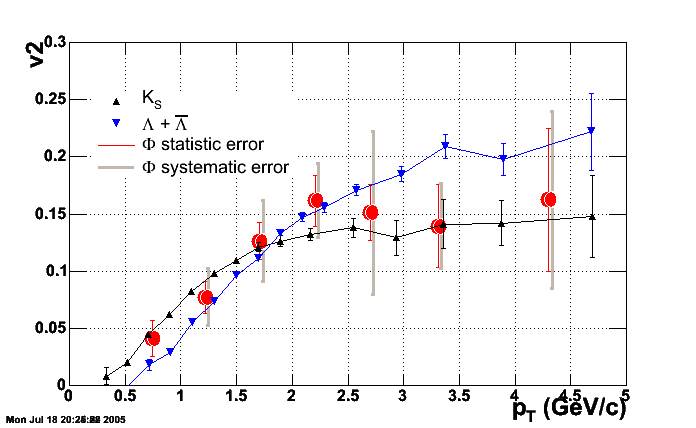 v2
0.3
0.25
0.2
0.15
0.1
0.05
0
K_S
Λ + Λ̅
Φ statistic error
Φ systematic error
0 0.5 1 1.5 2 2.5 3 3.5 4 4.5 5
p_T (GeV/c)
Mon Jul 18 2005